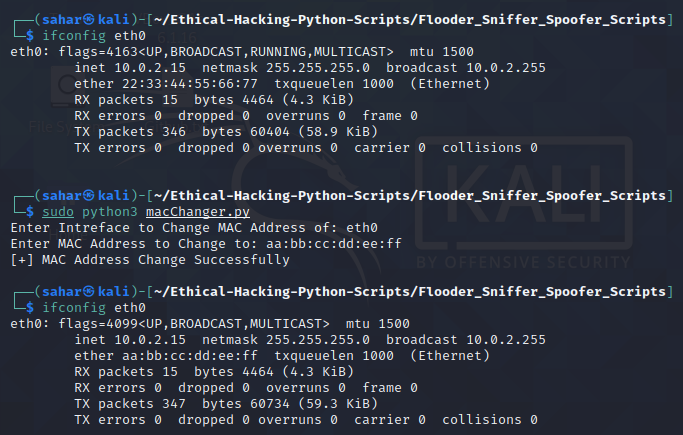 ┌──(sahar㉿kali)-[~/Ethical-Hacking-Python-Scripts/Flooder_Sniffer_Spoofer_Scripts]
└─$ ifconfig eth0
eth0: flags=4163<UP,BROADCAST,RUNNING,MULTICAST>  mtu 1500
        inet 10.0.2.15  netmask 255.255.255.0  broadcast 10.0.2.255
        ether 22:33:44:55:66:77  txqueuelen 1000  (Ethernet)
        RX packets 15  bytes 4464 (4.3 KiB)
        RX errors 0  dropped 0  overruns 0  frame 0
        TX packets 346  bytes 60404 (58.9 KiB)
        TX errors 0  dropped 0 overruns 0  carrier 0  collisions 0
┌──(sahar㉿kali)-[~/Ethical-Hacking-Python-Scripts/Flooder_Sniffer_Spoofer_Scripts]
└─$ sudo python3 macChanger.py
Enter Intreface to Change MAC Address of: eth0
Enter MAC Address to Change to: aa:bb:cc:dd:ee:ff
[+] MAC Address Change Successfully
KALI
BY OFFENSIVE SECURITY
┌──(sahar㉿kali)-[~/Ethical-Hacking-Python-Scripts/Flooder_Sniffer_Spoofer_Scripts]
└─$ ifconfig eth0
eth0: flags=4099<UP,BROADCAST,MULTICAST>  mtu 1500
        inet 10.0.2.15  netmask 255.255.255.0  broadcast 10.0.2.255
        ether aa:bb:cc:dd:ee:ff  txqueuelen 1000  (Ethernet)
        RX packets 15  bytes 4464 (4.3 KiB)
        RX errors 0  dropped 0  overruns 0  frame 0
        TX packets 347  bytes 60734 (59.3 KiB)
        TX errors 0  dropped 0 overruns 0  carrier 0  collisions 0